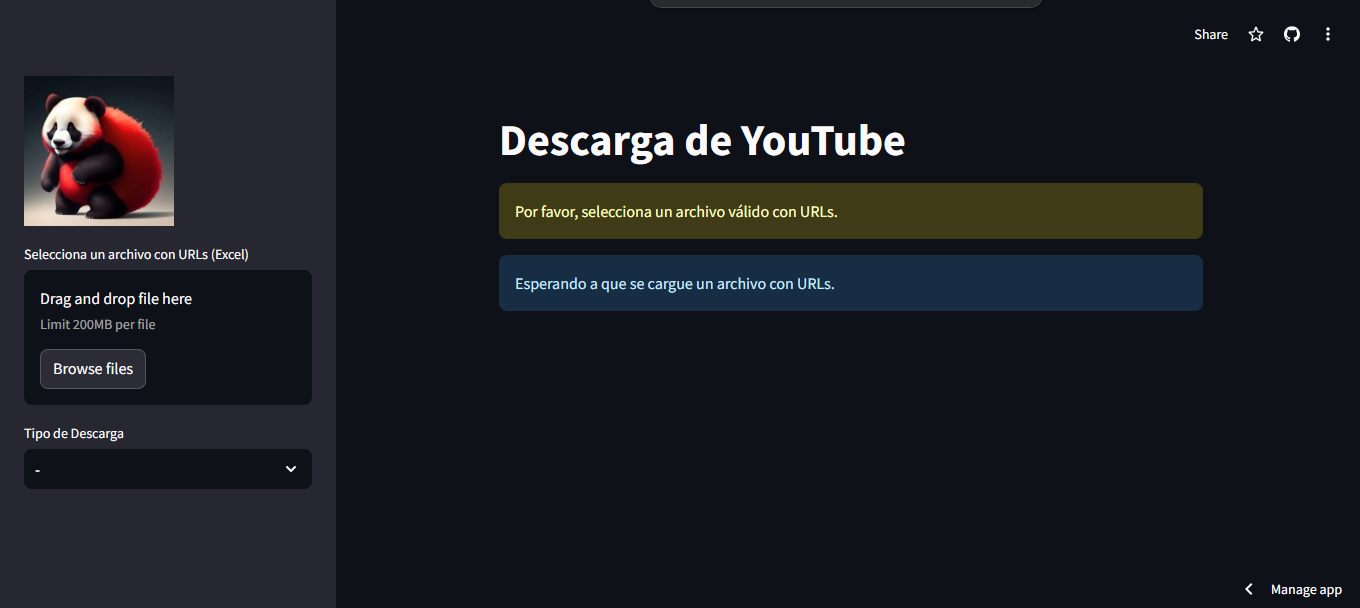 Share
Selecciona un archivo con URLs (Excel)
Drag and drop file here
Limit 200MB per file
Browse files
Tipo de Descarga
-
Descarga de YouTube
Por favor, selecciona un archivo válido con URLs.
Esperando a que se cargue un archivo con URLs.
Manage app